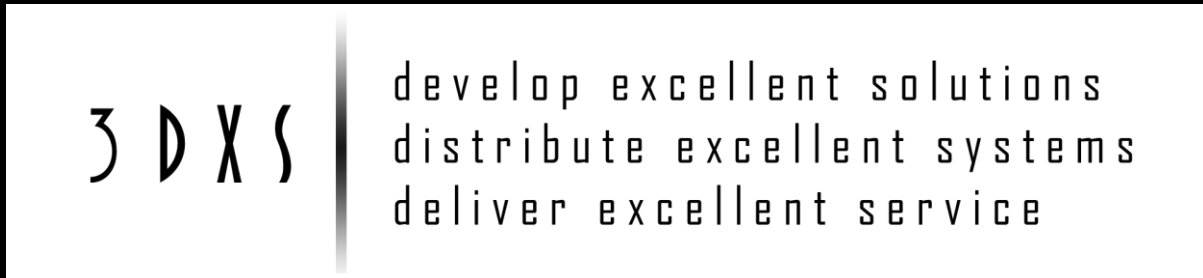 3DXS
develop excellent solutions
distribute excellent systems
deliver excellent service